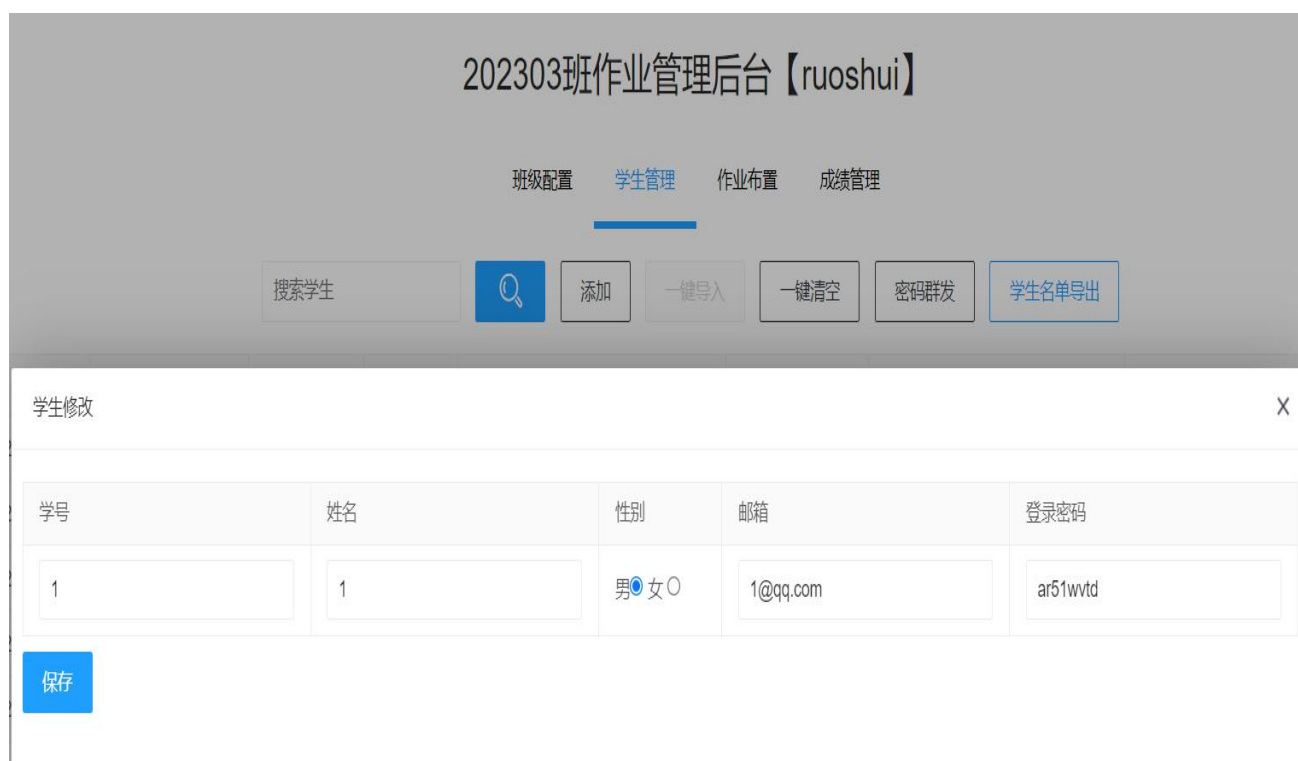 202303班作业管理后台【ruoshui】
班级配置 学生管理 作业布置 成绩管理
搜索学生 添加 一键导入 一键清空 密码群发 学生名单导出
学生修改 X
学号 姓名 性别 邮箱 登录密码
1 1 男 女 1@qq.com ar51wvtd
保存